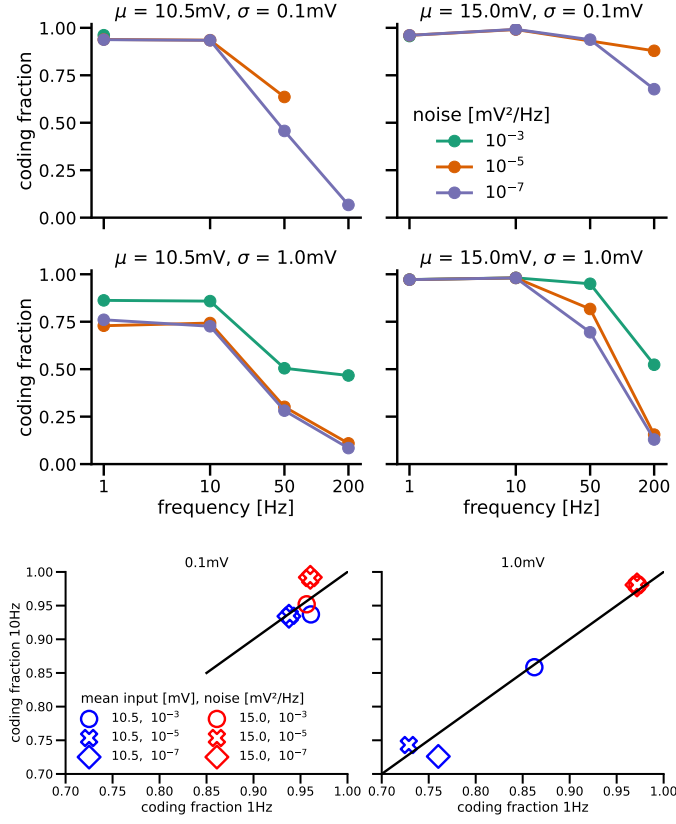 μ = 10.5mV, σ = 0.1mV
μ = 15.0mV, σ = 0.1mV
1.00
0.75
0.50
0.25
0.00
coding fraction
noise [mV²/Hz]
10⁻³
10⁻⁵
10⁻⁷
μ = 10.5mV, σ = 1.0mV
μ = 15.0mV, σ = 1.0mV
1.00
0.75
0.50
0.25
0.00
coding fraction
1 10 50 200
1 10 50 200
frequency [Hz]
frequency [Hz]
0.1mV
1.0mV
1.00
0.95
0.90
0.85
0.80
0.75
0.70
coding fraction 10Hz
mean input [mV], noise [mV²/Hz]
10.5, 10⁻³ 15.0, 10⁻³
10.5, 10⁻⁵ 15.0, 10⁻⁵
10.5, 10⁻⁷ 15.0, 10⁻⁷
0.70 0.75 0.80 0.85 0.90 0.95 1.00
0.70 0.75 0.80 0.85 0.90 0.95 1.00
coding fraction 1Hz
coding fraction 1Hz